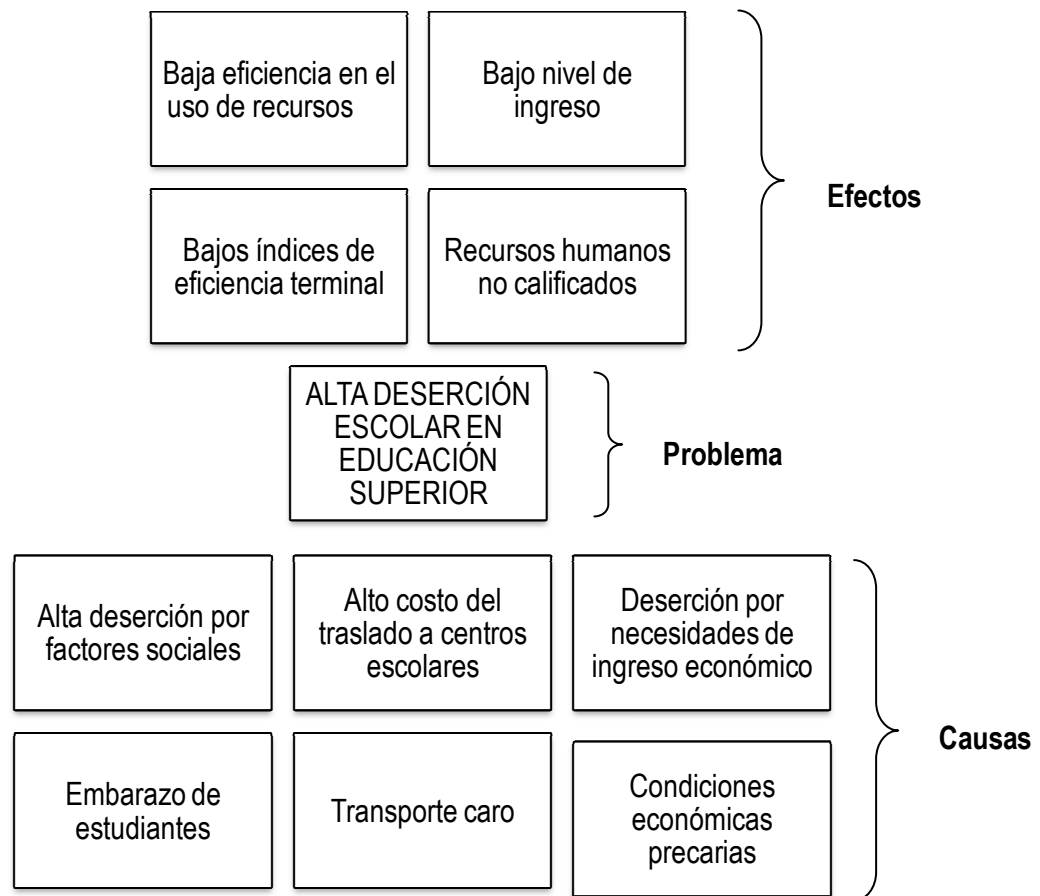 Baja eficiencia en el
uso de recursos
Bajo nivel de
ingreso
Bajos índices de
eficiencia terminal
Recursos humanos
no calificados
Efectos
ALTA DESERCIÓN
ESCOLAR EN
EDUCACIÓN
SUPERIOR
Problema
Alta deserción por
factores sociales
Alto costo del
traslado a centros
escolares
Deserción por
necesidades de
ingreso económico
Embarazo de
estudiantes
Transporte caro
Condiciones
económicas
precarias
Causas